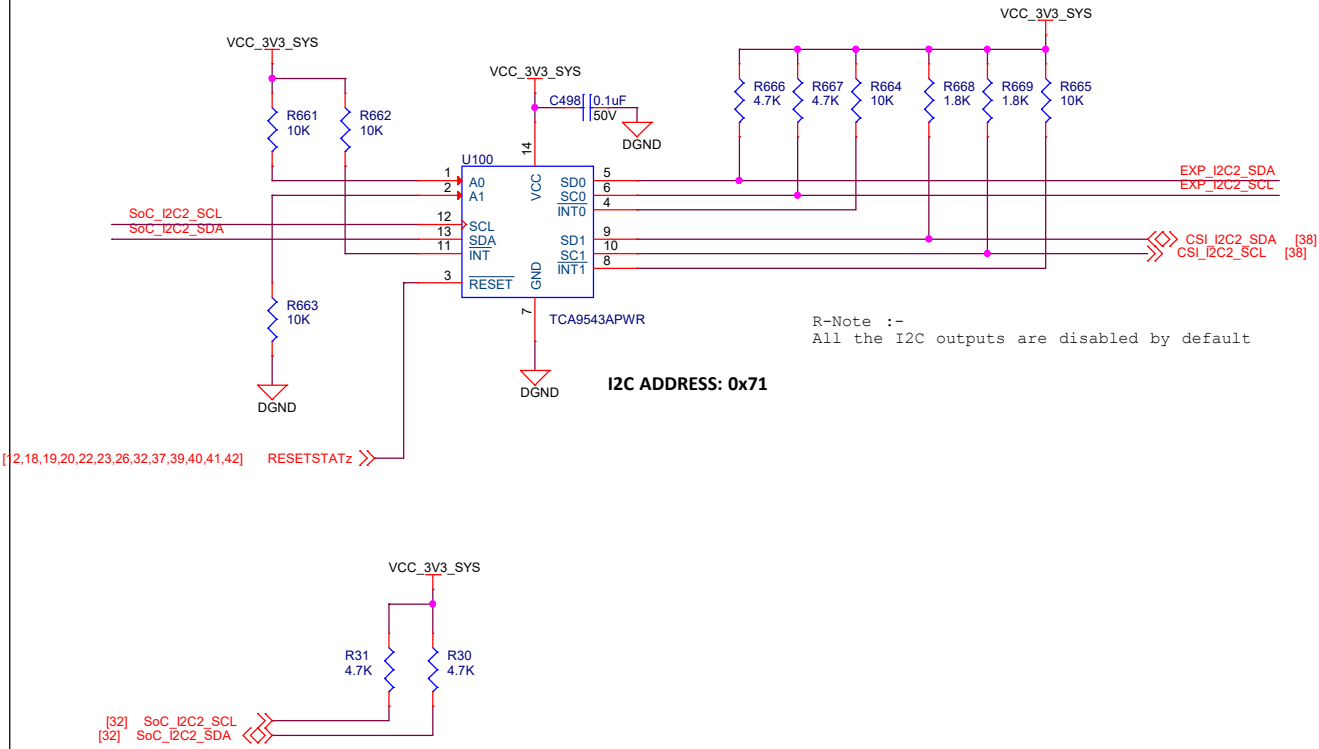 VCC_3V3_SYS
VCC_3V3_SYS
VCC_3V3_SYS
R661
10K
R662
10K
C498
0.1uF
50V
DGND
R666
4.7K
R667
4.7K
R664
10K
R668
1.8K
R669
1.8K
R665
10K
U100
14
VCC
1
A0
2
A1
12
SCL
13
SDA
11
INT
3
RESET
GND
7
SD0
5
SC0
6
INT0
4
SD1
9
SC1
10
INT1
8
TCA9543APWR
SoC_I2C2_SCL
SoC_I2C2_SDA
EXP_I2C2_SDA
EXP_I2C2_SCL
CSI_I2C2_SDA [38]
CSI_I2C2_SCL [38]
R663
10K
DGND
DGND
R-Note :-
All the I2C outputs are disabled by default
I2C ADDRESS: 0x71
[12,18,19,20,22,23,26,32,37,39,40,41,42] RESETSTATz
VCC_3V3_SYS
R31
4.7K
R30
4.7K
[32] SoC_I2C2_SCL
[32] SoC_I2C2_SDA